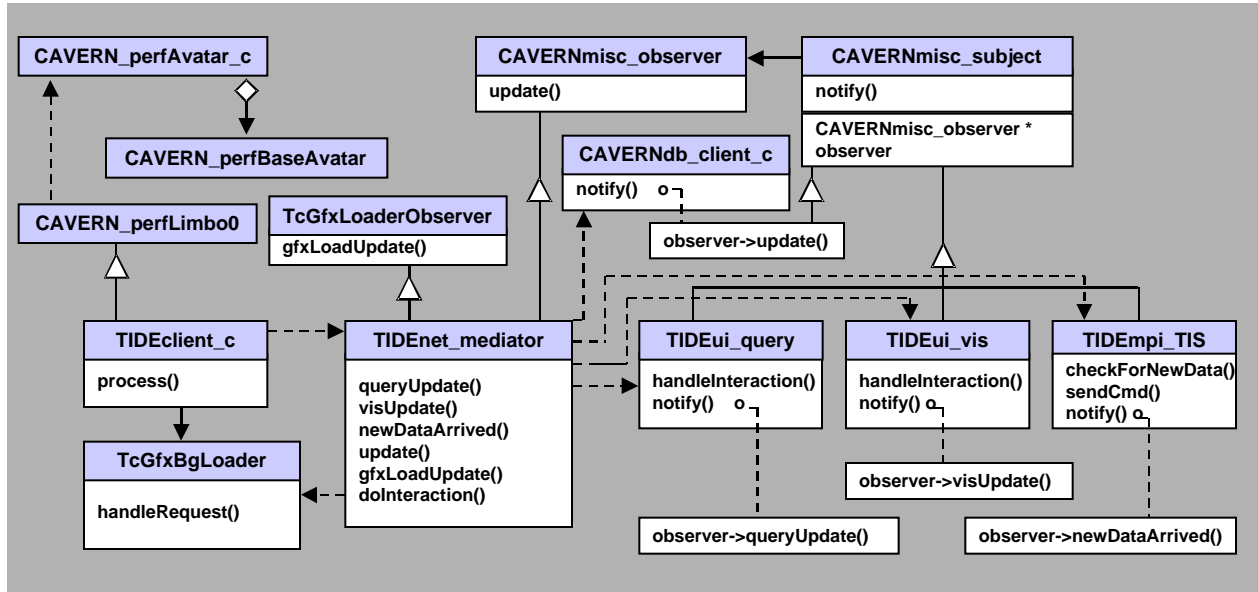 CAVERN_perfAvatar_c
CAVERN_perfBaseAvatar
CAVERN_perfLimbo0
CAVERNmisc_observer
update()
CAVERNmisc_subject
notify()
CAVERNmisc_observer *
observer
CAVERNdb_client_c
notify() o
observer->update()
TcGfxLoaderObserver
gfxLoadUpdate()
TIDEclient_c
process()
TcGfxBgLoader
handleRequest()
TIDEnet_mediator
queryUpdate()
visUpdate()
newDataArrived()
update()
gfxLoadUpdate()
doInteraction()
TIDEui_query
handleInteraction()
notify() o
observer->queryUpdate()
TIDEui_vis
handleInteraction()
notify() o
observer->visUpdate()
TIDEmpi_TIS
checkForNewData()
sendCmd()
notify() o
observer->newDataArrived()